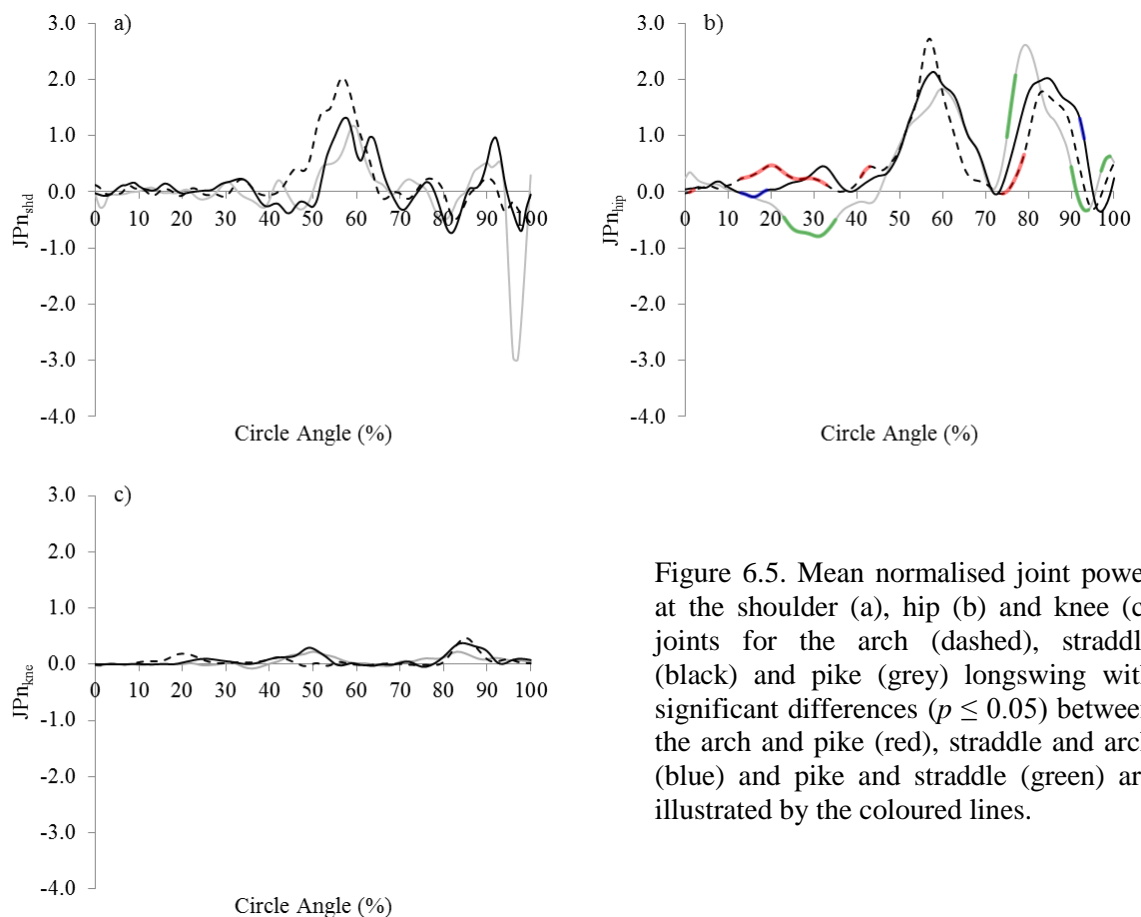 a)
3.0
2.0
1.0
0.0
-1.0
-2.0
-3.0
-4.0
0 10 20 30 40 50 60 70 80 90 100
JPn_shd
Circle Angle (%)
b)
3.0
2.0
1.0
0.0
-1.0
-2.0
-3.0
-4.0
0 10 20 30 40 50 60 70 80 90 100
JPn_hip
Circle Angle (%)
c)
3.0
2.0
1.0
0.0
-1.0
-2.0
-3.0
-4.0
0 10 20 30 40 50 60 70 80 90 100
JPn_kne
Circle Angle (%)
Figure 6.5. Mean normalised joint power
at the shoulder (a), hip (b) and knee (c
joints for the arch (dashed), straddl
(black) and pike (grey) longswing with
significant differences (p ≤ 0.05) between
the arch and pike (red), straddle and arch
(blue) and pike and straddle (green) ar
illustrated by the coloured lines.